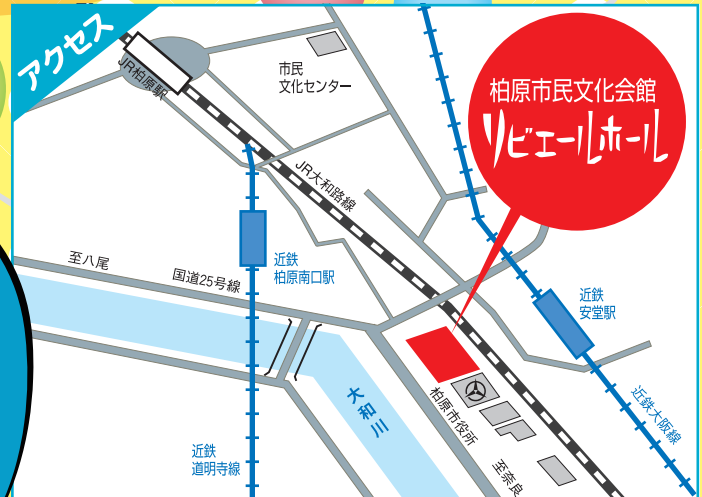 アクセス
JR柏原駅
市民
文化センター
柏原市民文化会館
リビエールホール
JR大和路線
近鉄
柏原南口駅
至八尾
国道25号線
近鉄
安堂駅
大和川
柏原市役所
近鉄大阪線
近鉄
道明寺線
至奈良